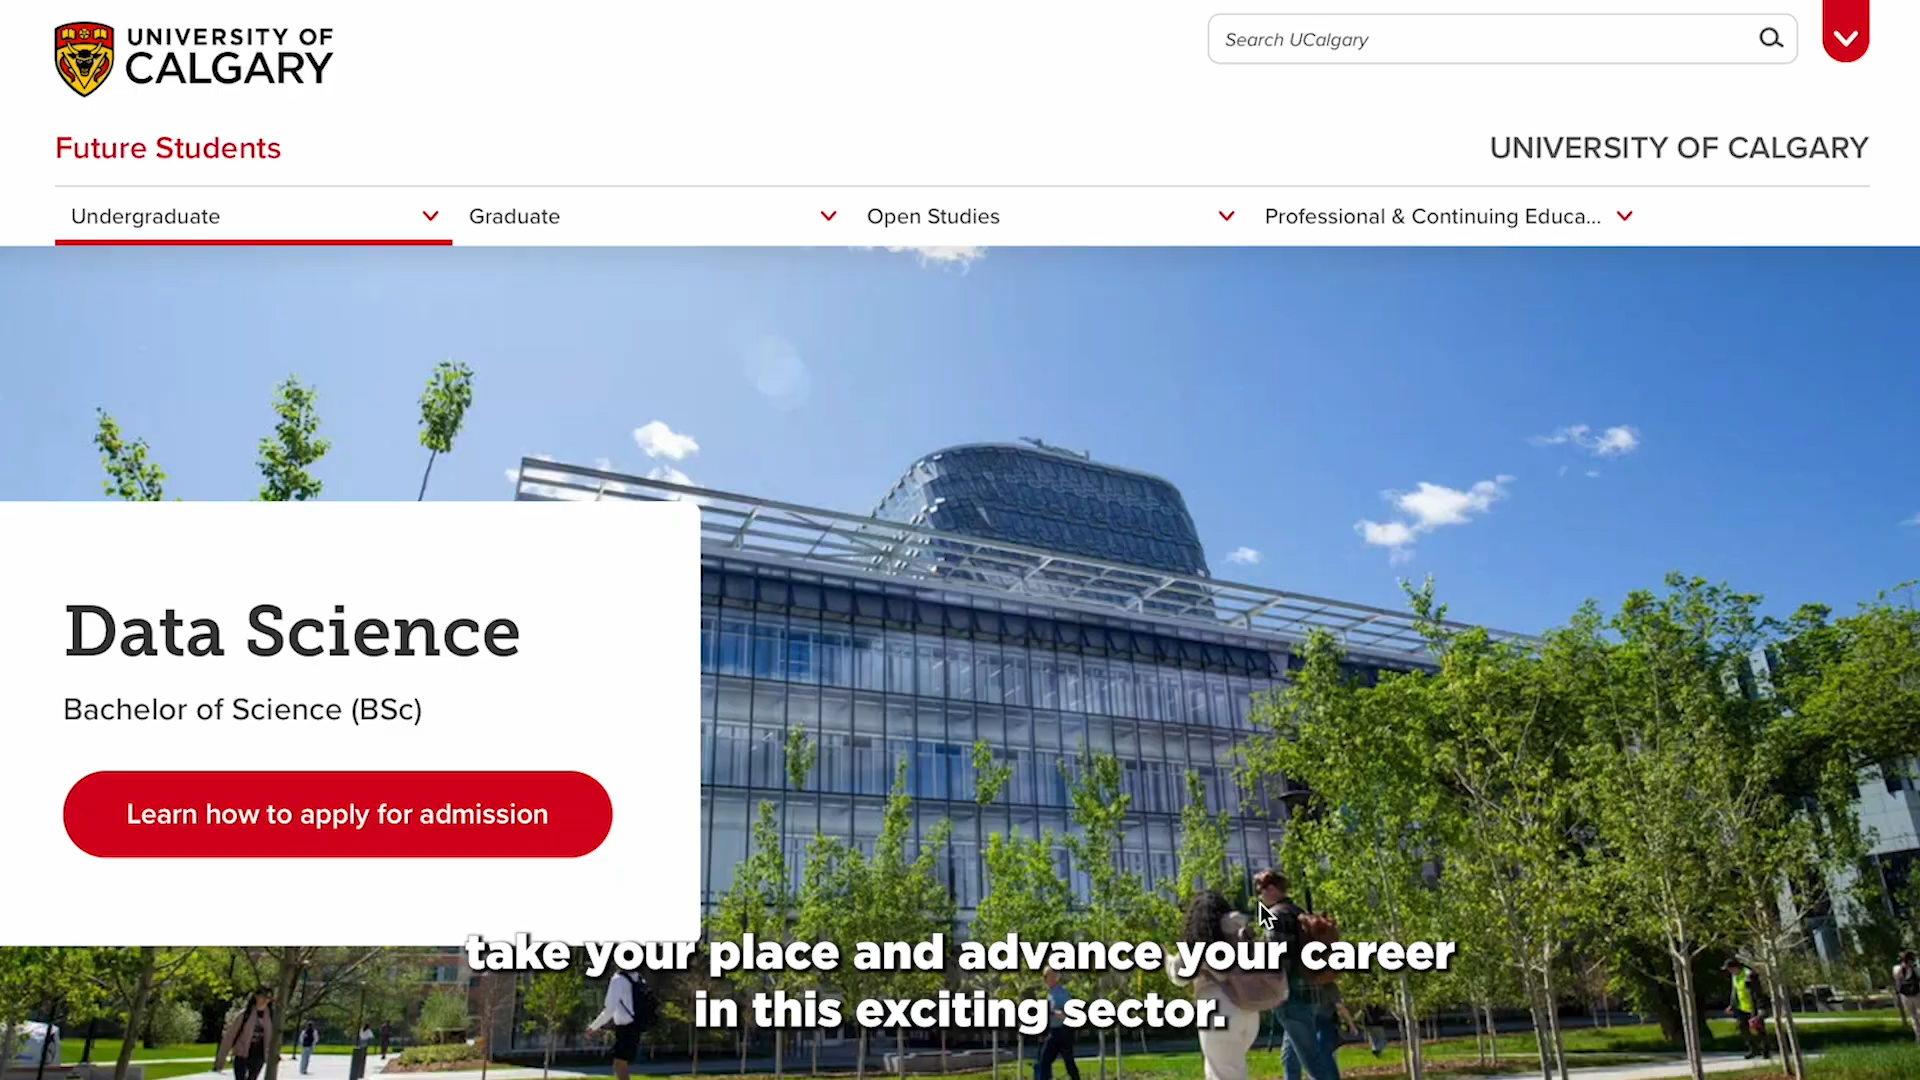 UNIVERSITY OF
CALGARY
Search UCalgary
Future Students
UNIVERSITY OF CALGARY
Undergraduate
Graduate
Open Studies
Professional & Continuing Educa...
Data Science
Bachelor of Science (BSc)
Learn how to apply for admission
take your place and advance your career
in this exciting sector.